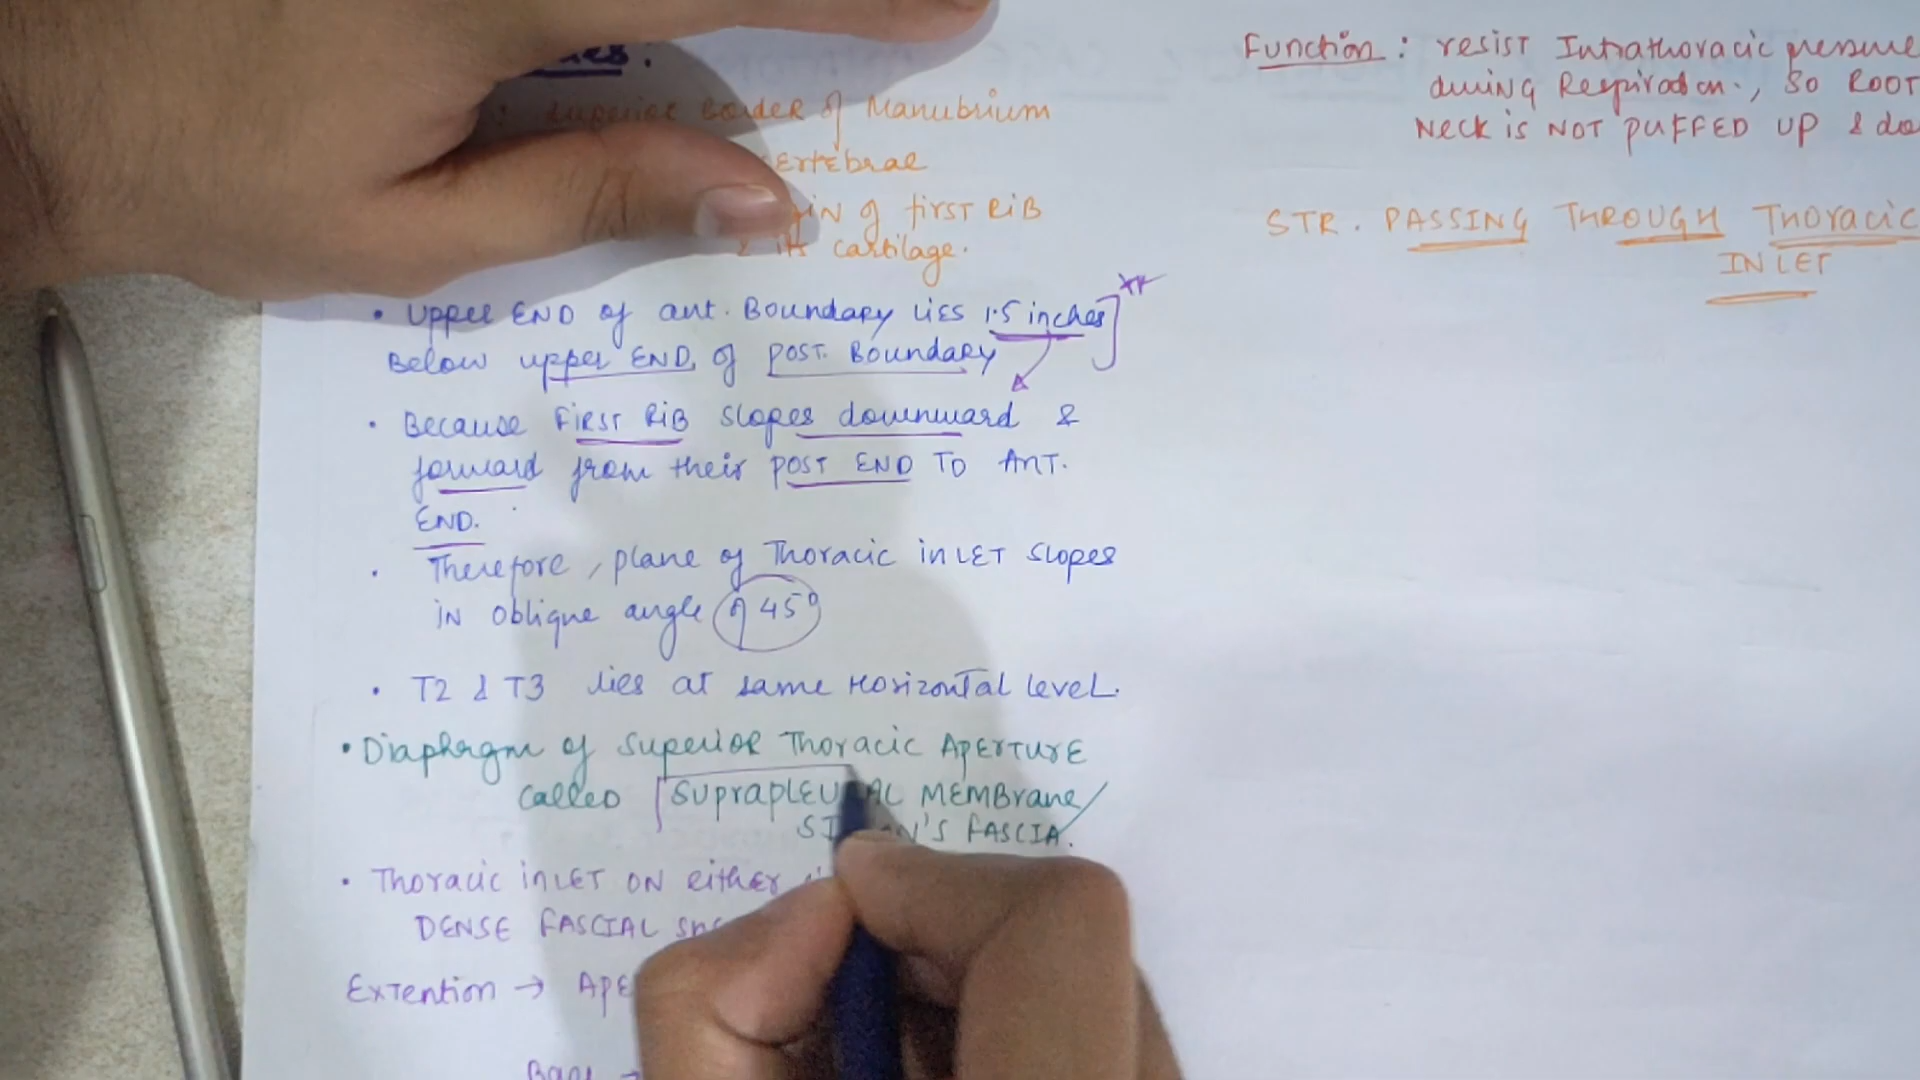 : Superior Border of Manubrium
vertebrae
of first RiB
& its cartilage.
• Upper END of ant. Boundary lies 1.5 inches
Below upper END of POST. Boundary
• Because First RiB slopes downward &
forward from their POST END TO ANT.
END.
• Therefore, plane of Thoracic inLET slopes
iN oblique angle of 45°
• T2 & T3 lies at same Horizontal level.
• Diaphragm of Superior Thoracic Aperture
called SuprapLEURAL MEMBrane/
FASCIA.
• Thoracic inLET ON eithEr
DENSE FASCIAL
Extention →
Function : resist Intrathoracic pressure
during Respiration., So ROOT
Neck is NOT puFFED UP &
STR. PASSING THROUGH Thoracic
INLET